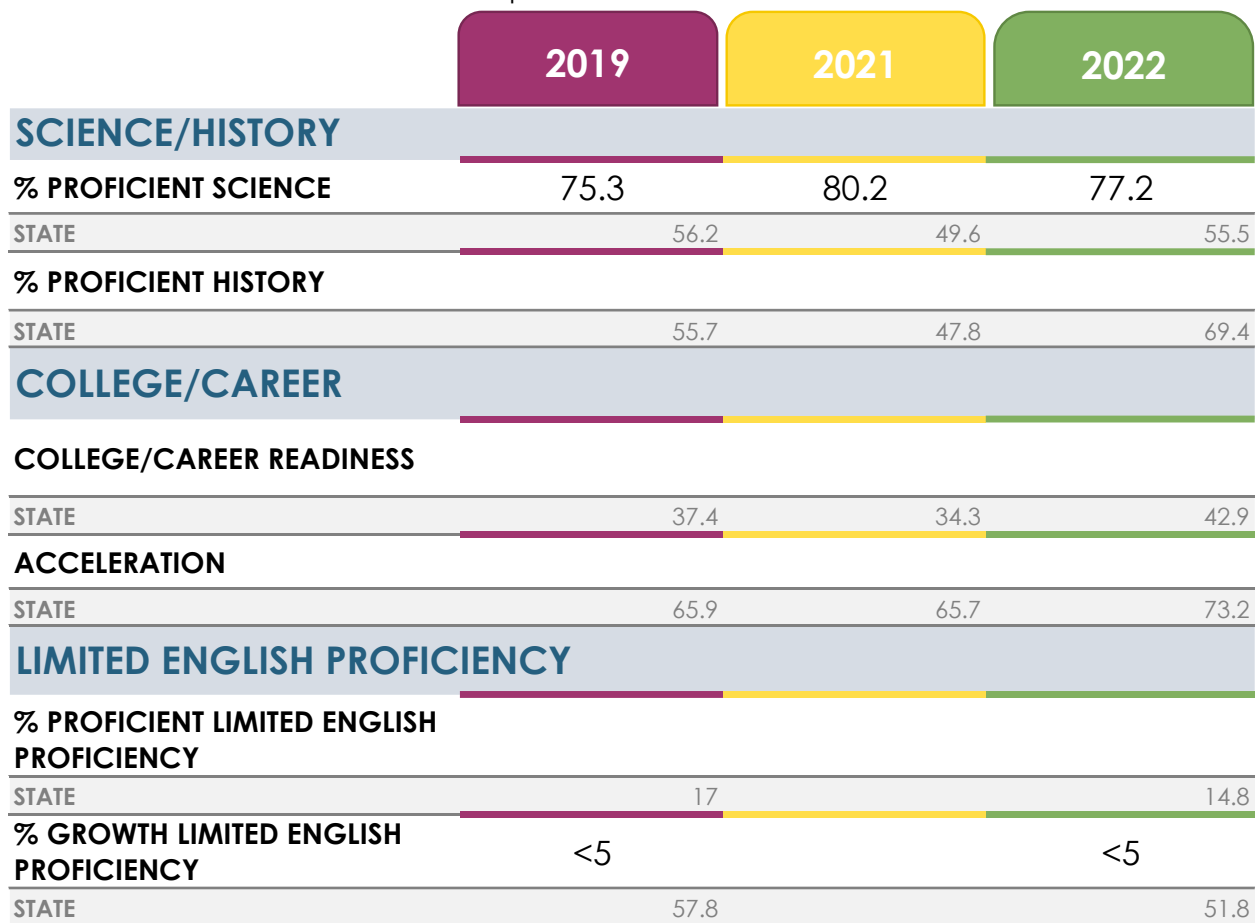 2019 2021 2022
SCIENCE/HISTORY
% PROFICIENT SCIENCE 75.3 80.2 77.2
STATE 56.2 49.6 55.5
% PROFICIENT HISTORY
STATE 55.7 47.8 69.4
COLLEGE/CAREER
COLLEGE/CAREER READINESS
STATE 37.4 34.3 42.9
ACCELERATION
STATE 65.9 65.7 73.2
LIMITED ENGLISH PROFICIENCY
% PROFICIENT LIMITED ENGLISH
PROFICIENCY
STATE 17 14.8
% GROWTH LIMITED ENGLISH
PROFICIENCY <5 <5
STATE 57.8 51.8